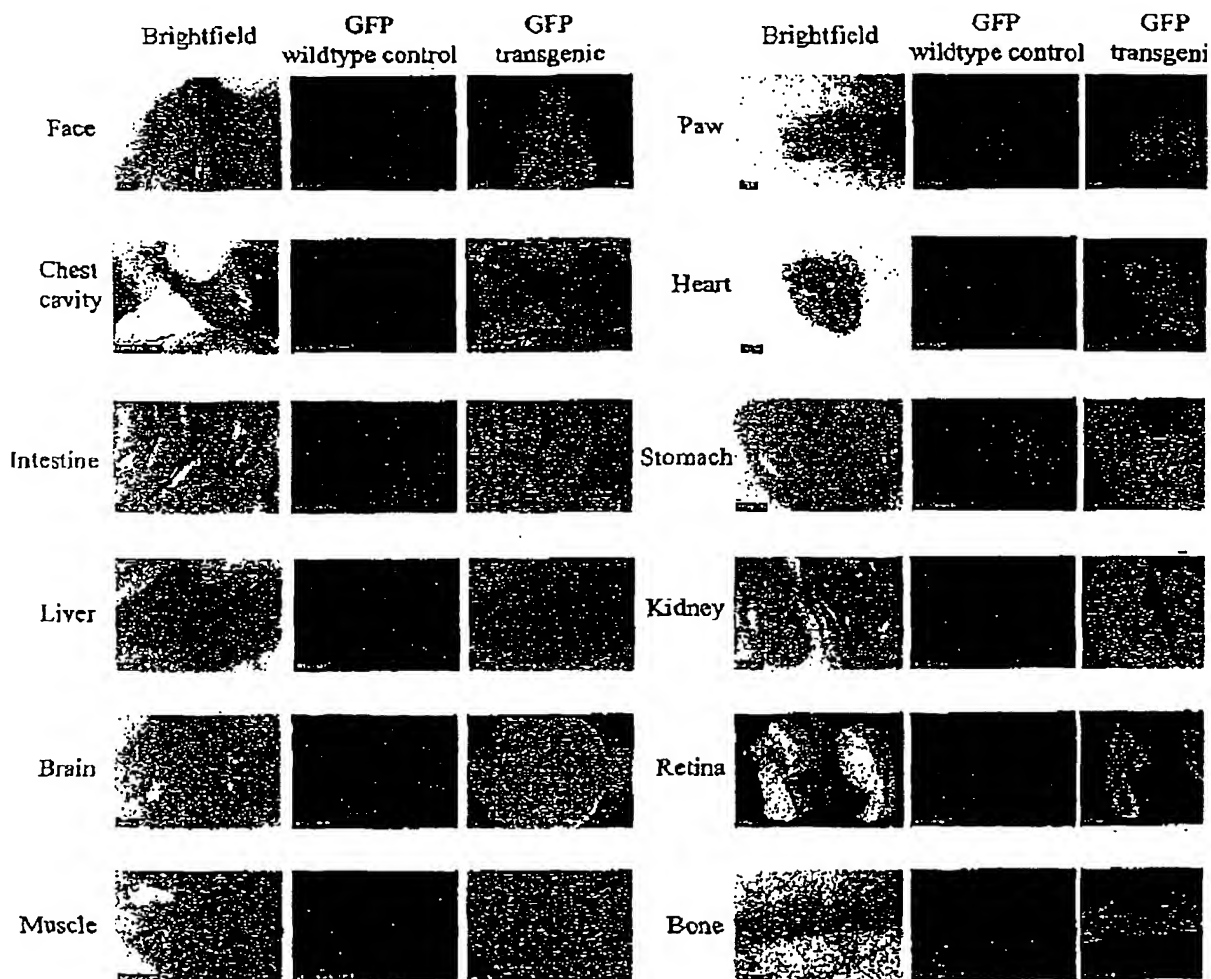 Brightfield
GFP
wildtype control
GFP
transgenic
Brightfield
GFP
wildtype control
GFP
transgeni
Face
Paw
Chest
cavity
Heart
Intestine
Stomach
Liver
Kidney
Brain
Retina
Muscle
Bone